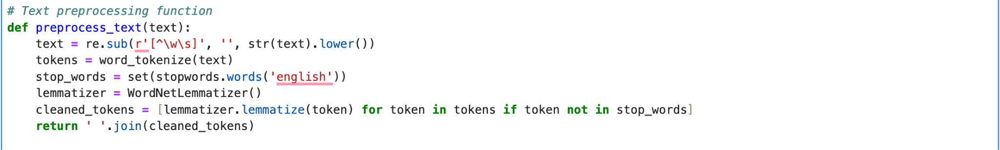 # Text preprocessing function
def preprocess_text(text):
    text = re.sub(r'[^\w\s]', '', str(text).lower())
    tokens = word_tokenize(text)
    stop_words = set(stopwords.words('english'))
    lemmatizer = WordNetLemmatizer()
    cleaned_tokens = [lemmatizer.lemmatize(token) for token in tokens if token not in stop_words]
    return ' '.join(cleaned_tokens)